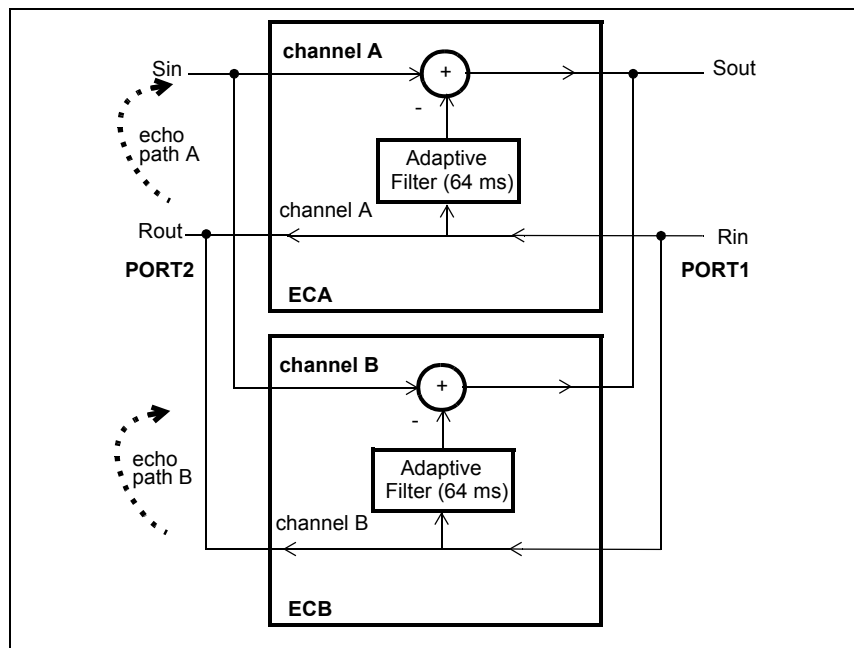 channel A
Sin
+
Sout
-
echo
path A
Adaptive
Filter (64 ms)
channel A
Rout
Rin
PORT2
PORT1
ECA
channel B
+
-
echo
path B
Adaptive
Filter (64 ms)
channel B
ECB